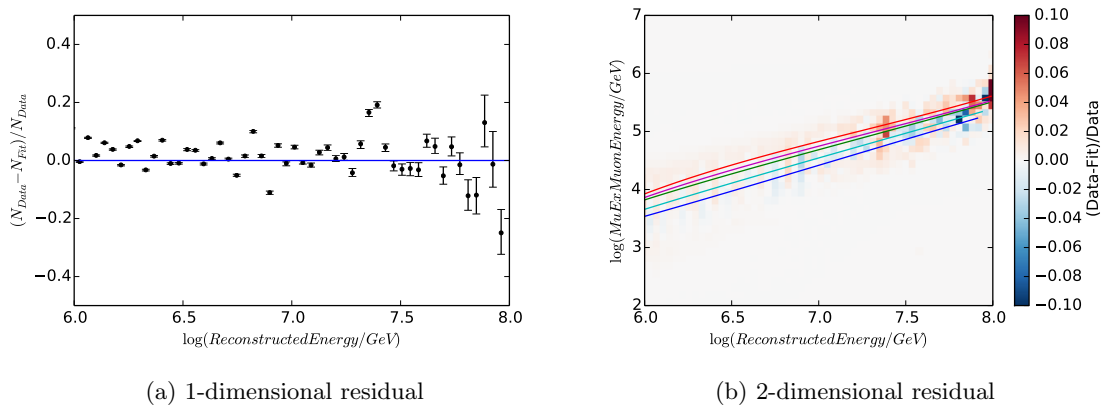 0.4
0.2
0.0
−0.2
−0.4
(N_Data − N_Fit)/N_Data
6.0 6.5 7.0 7.5 8.0
log(ReconstructedEnergy/GeV)
(a) 1-dimensional residual
7
6
5
4
3
2
log(MuExMuonEnergy/GeV)
6.0 6.5 7.0 7.5 8.0
log(ReconstructedEnergy/GeV)
0.10
0.08
0.06
0.04
0.02
0.00
−0.02
−0.04
−0.06
−0.08
−0.10
(Data-Fit)/Data
(b) 2-dimensional residual